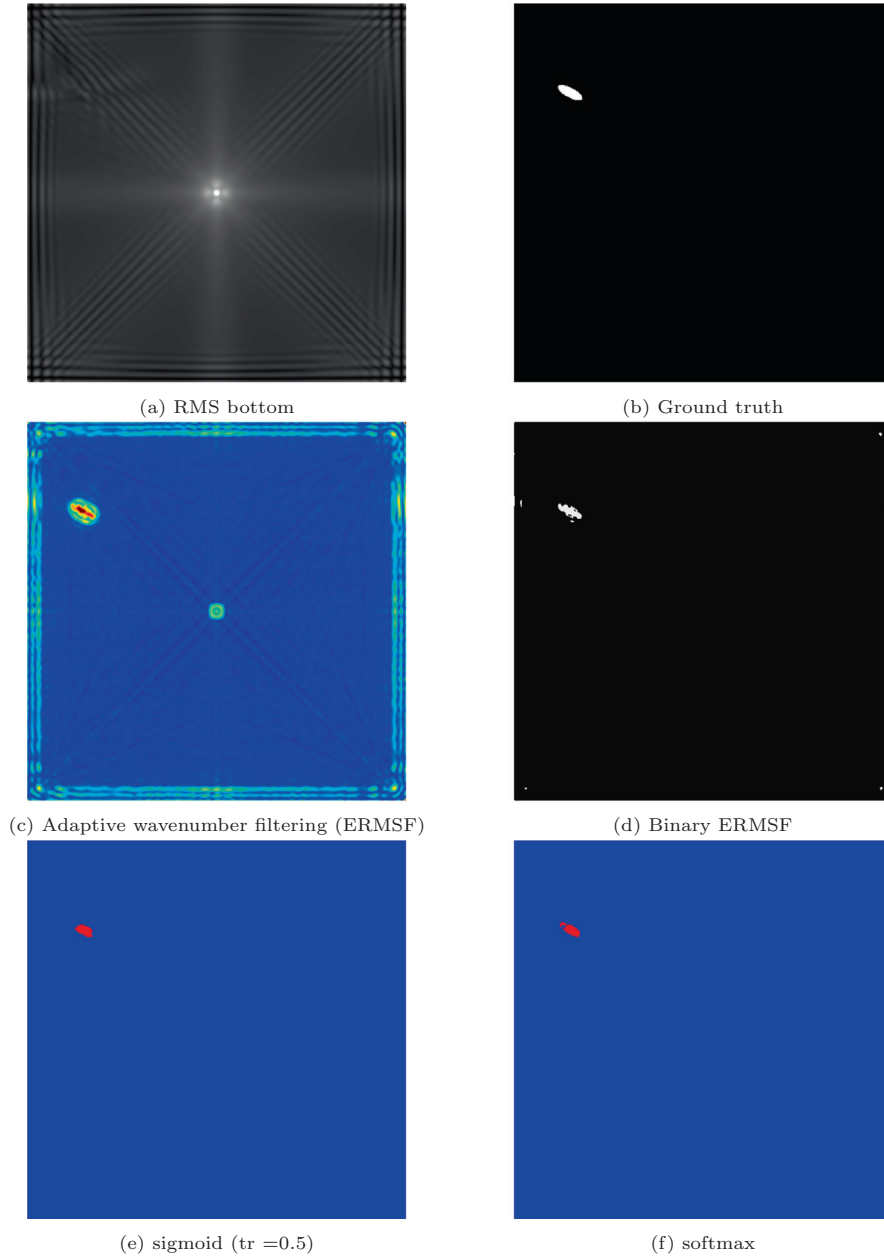 (a) RMS bottom
(b) Ground truth
(c) Adaptive wavenumber filtering (ERMSF)
(d) Binary ERMSF
(e) sigmoid (tr =0.5)
(f) softmax